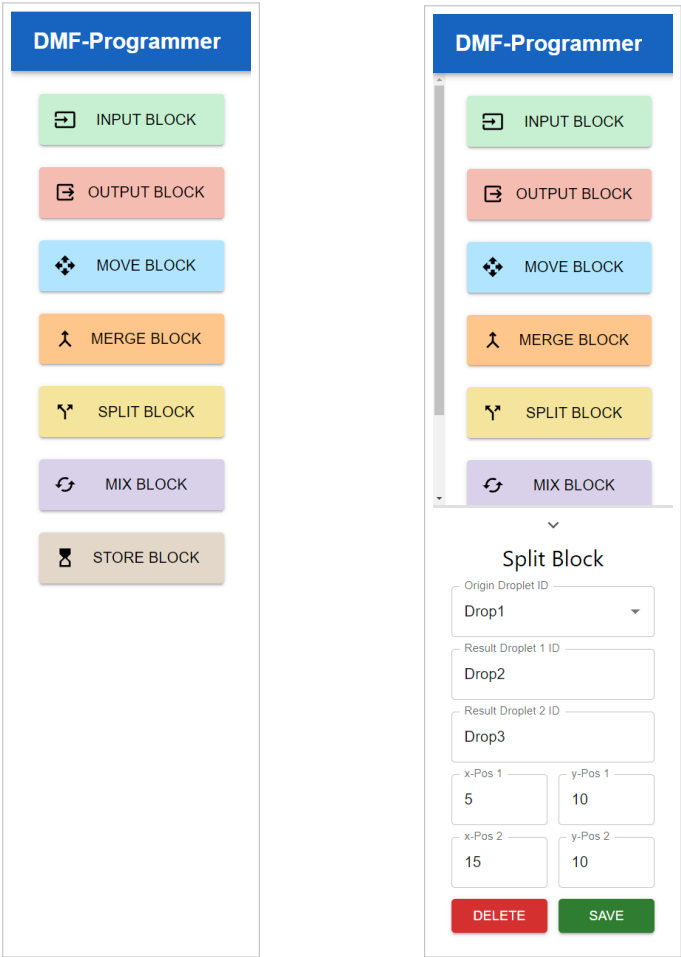 DMF-Programmer
INPUT BLOCK
OUTPUT BLOCK
MOVE BLOCK
MERGE BLOCK
SPLIT BLOCK
MIX BLOCK
STORE BLOCK
DMF-Programmer
INPUT BLOCK
OUTPUT BLOCK
MOVE BLOCK
MERGE BLOCK
SPLIT BLOCK
MIX BLOCK
Split Block
Origin Droplet ID
Drop1
Result Droplet 1 ID
Drop2
Result Droplet 2 ID
Drop3
x-Pos 1 y-Pos 1
5 10
x-Pos 2 y-Pos 2
15 10
DELETE SAVE